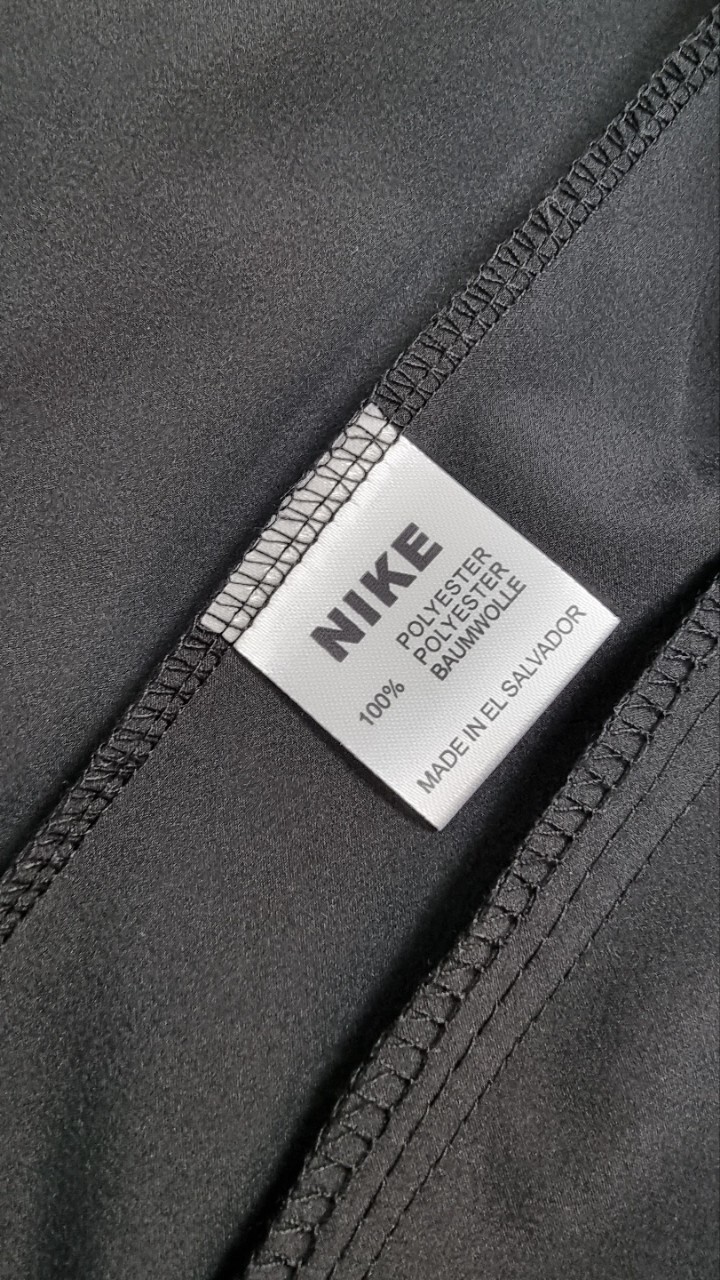 NIKE
100% POLYESTER
POLYESTER
BAUMWOLLE
MADE IN EL SALVADOR